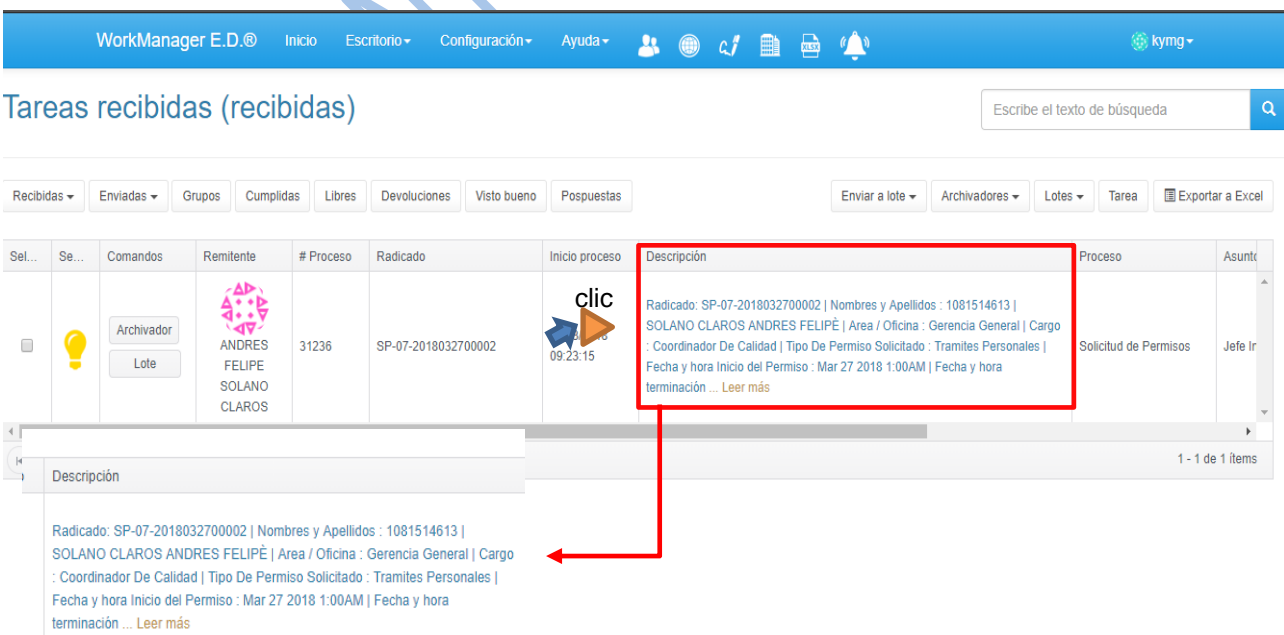 WorkManager E.D.® Inicio Escritorio Configuración Ayuda XLSX kymg
Tareas recibidas (recibidas)
Escribe el texto de búsqueda
Recibidas Enviadas Grupos Cumplidas Libres Devoluciones Visto bueno Pospuestas Enviar a lote Archivadores Lotes Tarea Exportar a Excel
Sel... Se... Comandos Remitente # Proceso Radicado Inicio proceso Descripción Proceso Asunto
clic
Archivador
Lote
ANDRES
FELIPE
SOLANO
CLAROS
31236
SP-07-2018032700002
09:23:15
Radicado: SP-07-2018032700002 | Nombres y Apellidos : 1081514613 |
SOLANO CLAROS ANDRES FELIPÈ | Area / Oficina : Gerencia General | Cargo
: Coordinador De Calidad | Tipo De Permiso Solicitado : Tramites Personales |
Fecha y hora Inicio del Permiso : Mar 27 2018 1:00AM | Fecha y hora
terminación ... Leer más
Solicitud de Permisos
Jefe In
1 - 1 de 1 ítems
Descripción
Radicado: SP-07-2018032700002 | Nombres y Apellidos : 1081514613 |
SOLANO CLAROS ANDRES FELIPÈ | Area / Oficina : Gerencia General | Cargo
: Coordinador De Calidad | Tipo De Permiso Solicitado : Tramites Personales |
Fecha y hora Inicio del Permiso : Mar 27 2018 1:00AM | Fecha y hora
terminación ... Leer más